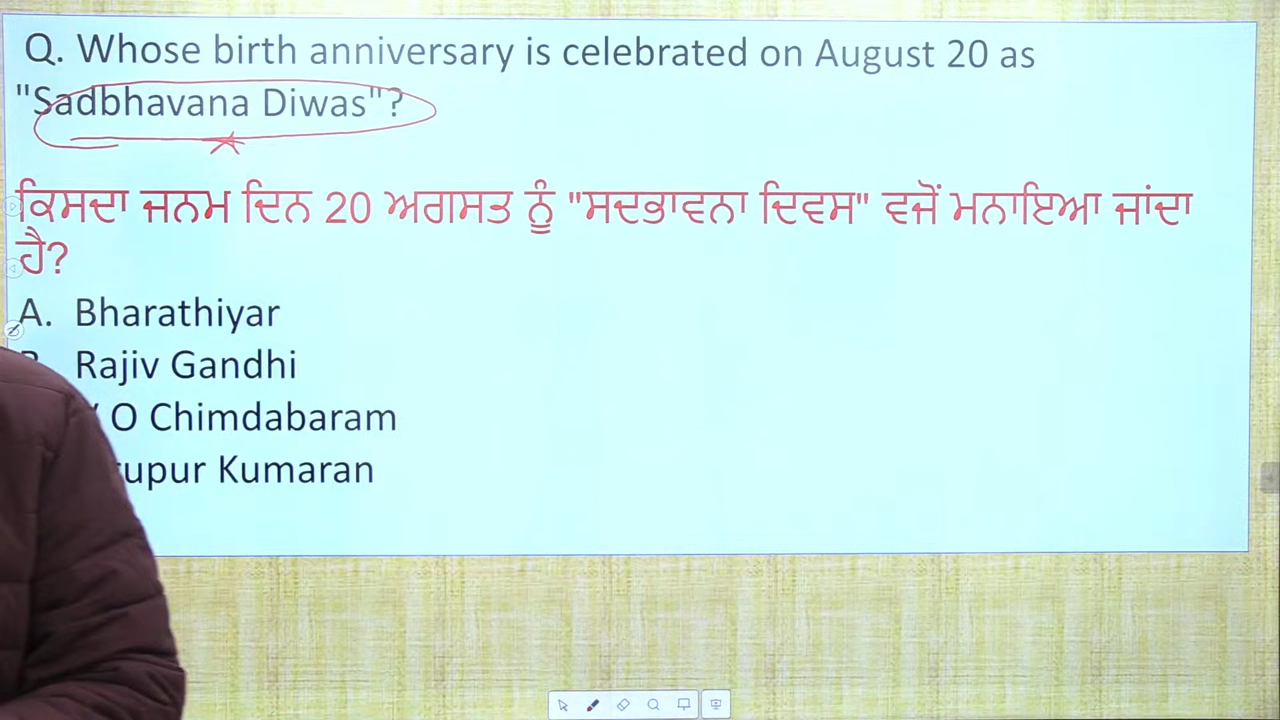 Q. Whose birth anniversary is celebrated on August 20 as
"Sadbhavana Diwas"?
ਕਿਸਦਾ ਜਨਮ ਦਿਨ 20 ਅਗਸਤ ਨੂੰ "ਸਦਭਾਵਨਾ ਦਿਵਸ" ਵਜੋਂ ਮਨਾਇਆ ਜਾਂਦਾ
ਹੈ?
A. Bharathiyar
Rajiv Gandhi
O Chimdabaram
Kumaran